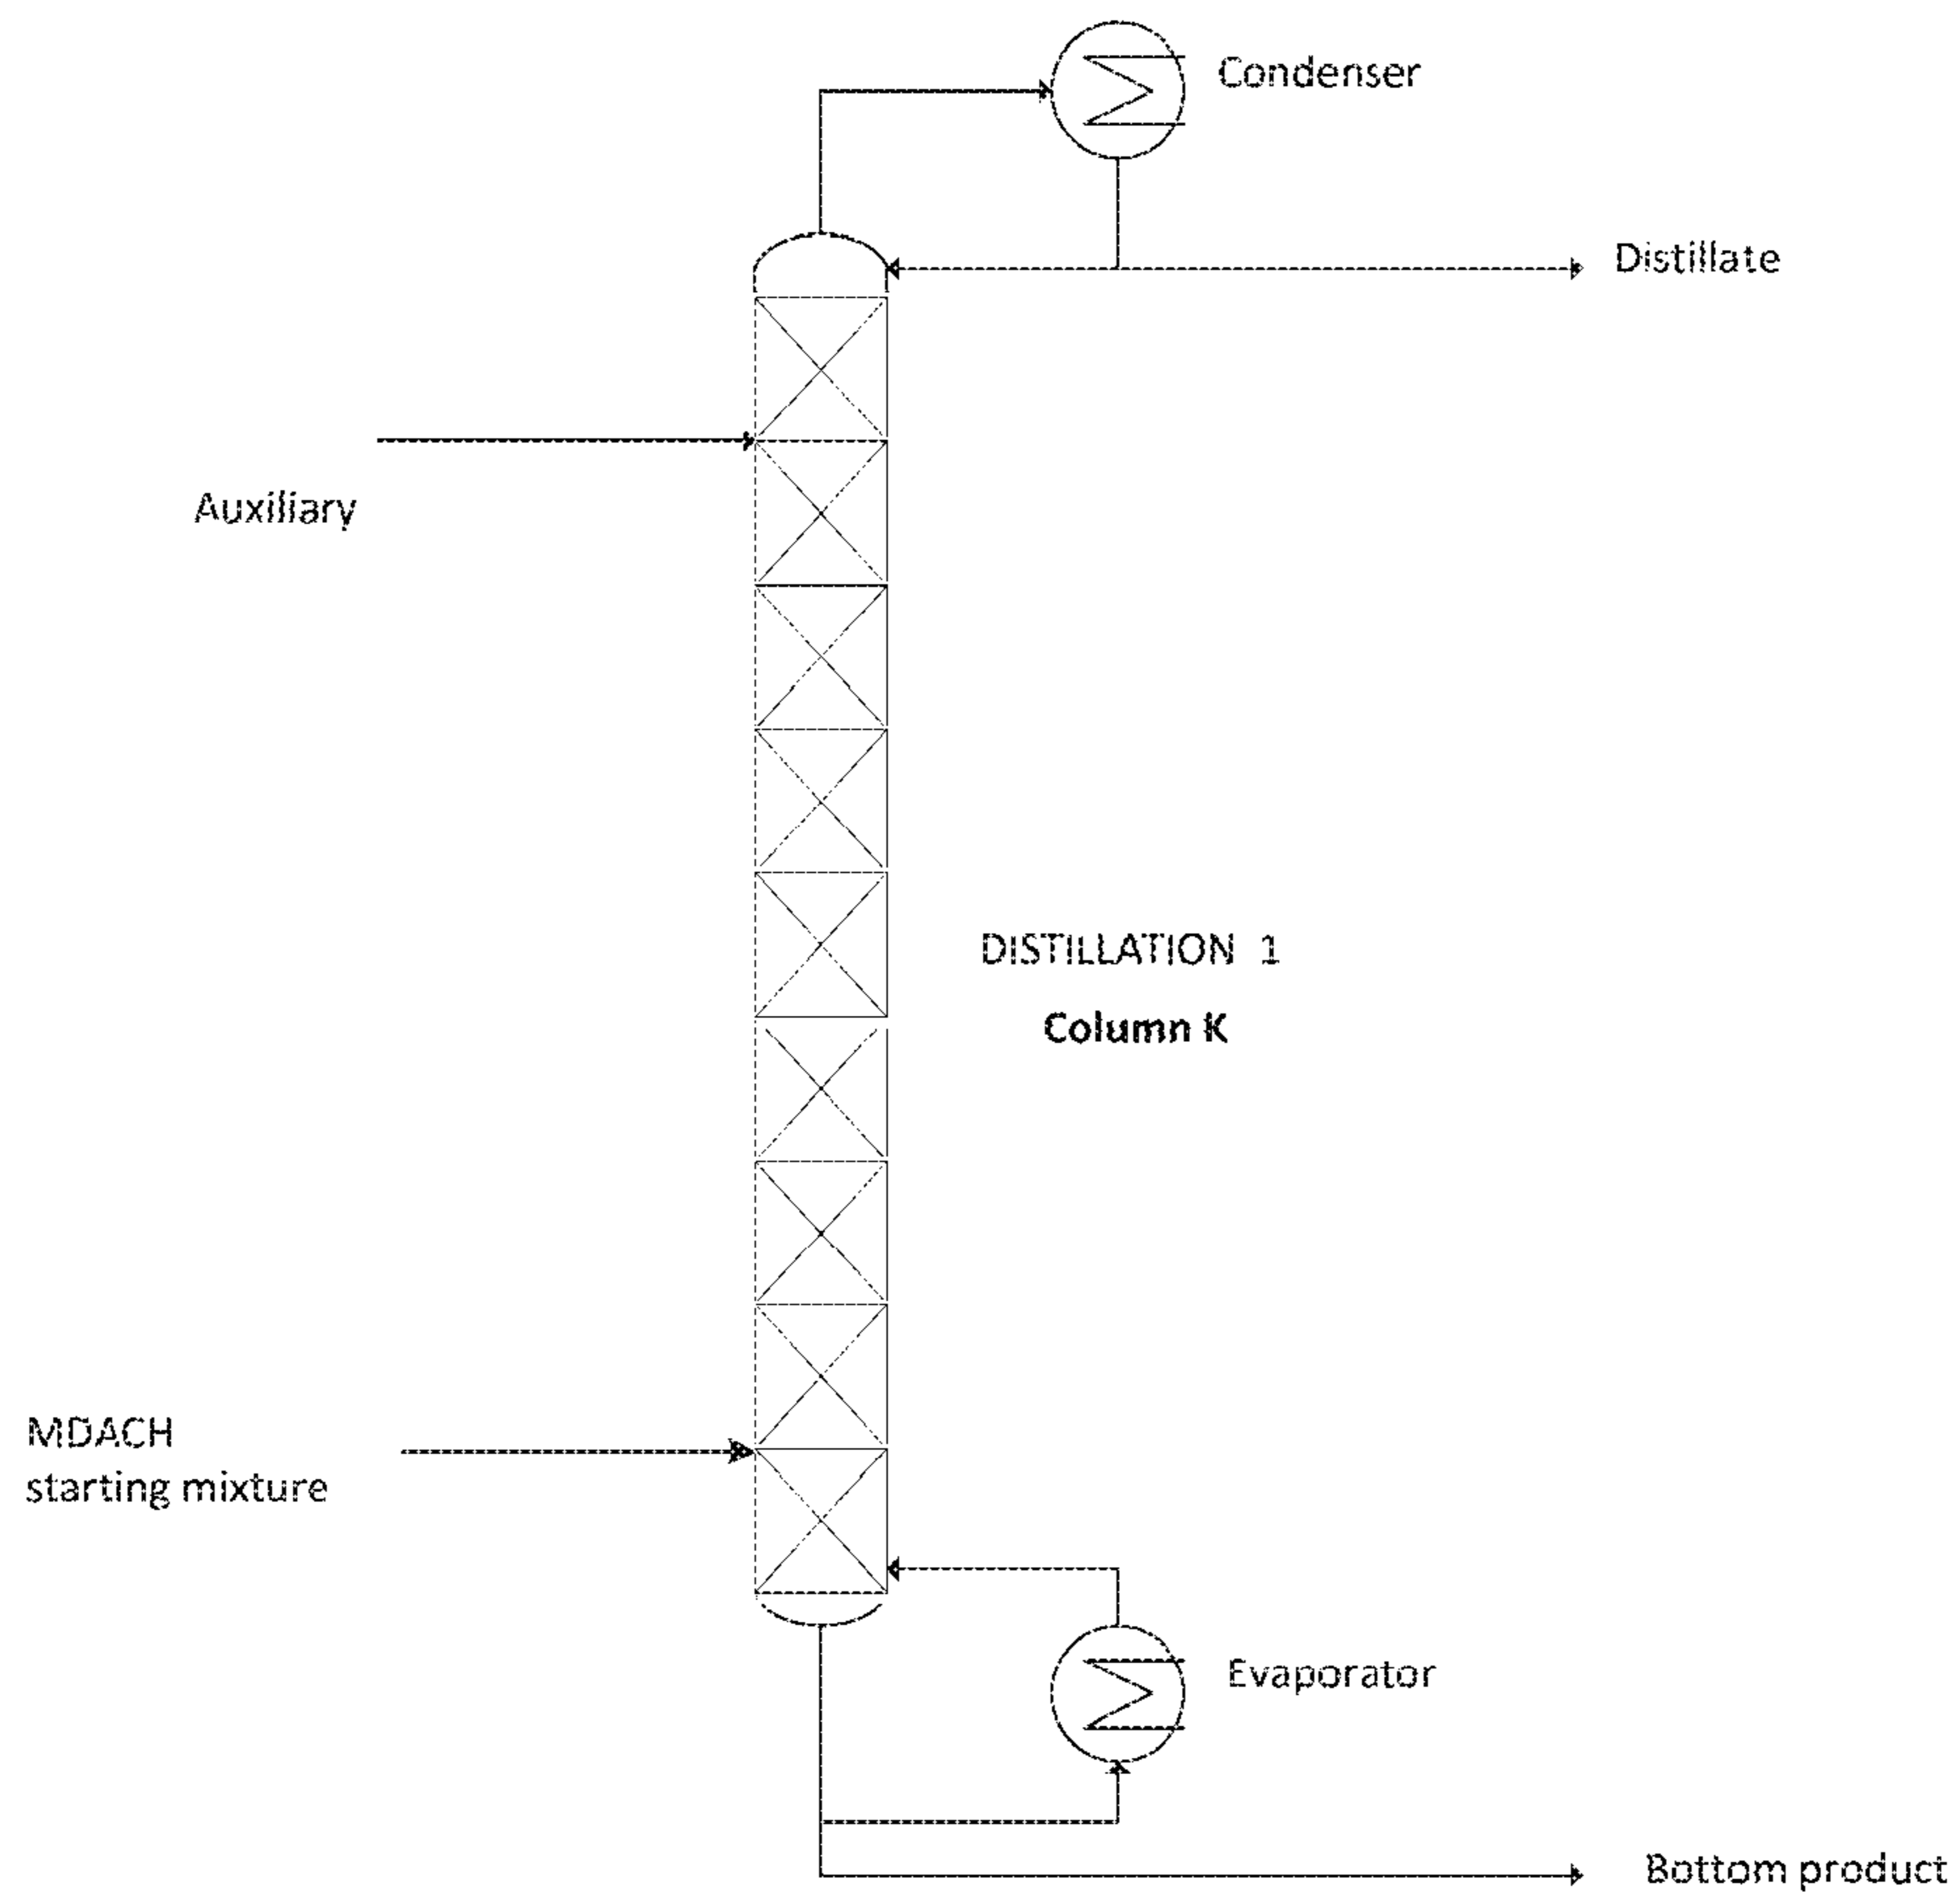 Condenser
Distillate
Auxiliary
DISTILLATION 1
Column K
MDACH
starting mixture
Evaporator
Bottom product